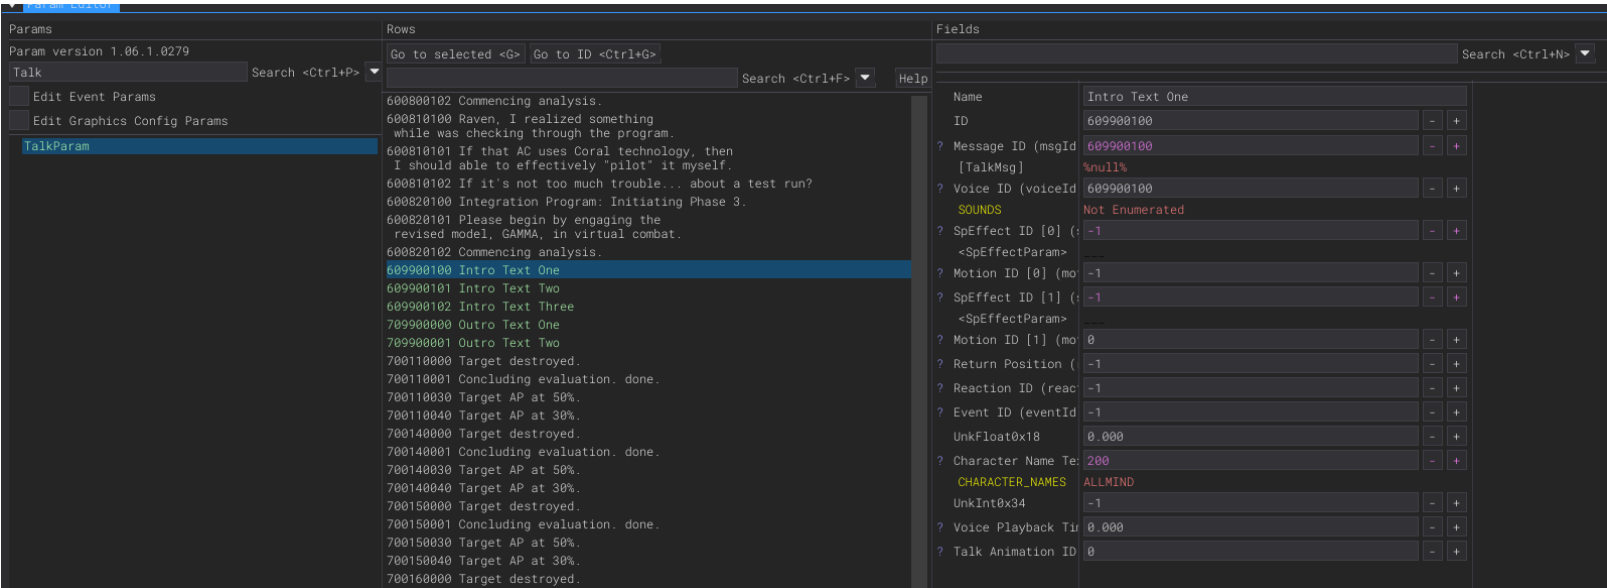 Param Editor
Params
Param version 1.06.1.0279
Talk
Search <Ctrl+P>
Edit Event Params
Edit Graphics Config Params
TalkParam
Rows
Go to selected <G>
Go to ID <Ctrl+G>
Search <Ctrl+F>
Help
600800102 Commencing analysis.
600810100 Raven, I realized something
while was checking through the program.
600810101 If that AC uses Coral technology, then
I should able to effectively "pilot" it myself.
600810102 If it's not too much trouble... about a test run?
600820100 Integration Program: Initiating Phase 3.
600820101 Please begin by engaging the
revised model, GAMMA, in virtual combat.
600820102 Commencing analysis.
609900100 Intro Text One
609900101 Intro Text Two
609900102 Intro Text Three
709900000 Outro Text One
709900001 Outro Text Two
700110000 Target destroyed.
700110001 Concluding evaluation. done.
700110030 Target AP at 50%.
700110040 Target AP at 30%.
700140000 Target destroyed.
700140001 Concluding evaluation. done.
700140030 Target AP at 50%.
700140040 Target AP at 30%.
700150000 Target destroyed.
700150001 Concluding evaluation. done.
700150030 Target AP at 50%.
700150040 Target AP at 30%.
700160000 Target destroyed.
Fields
Search <Ctrl+N>
Name Intro Text One
ID 609900100 - +
? Message ID (msgId 609900100 - +
[TalkMsg] %null%
? Voice ID (voiceId 609900100 - +
SOUNDS Not Enumerated
? SpEffect ID [0] (s -1 - +
<SpEffectParam> ___
? Motion ID [0] (mo -1 - +
? SpEffect ID [1] (s -1 - +
<SpEffectParam> ___
? Motion ID [1] (mo 0 - +
? Return Position ( -1 - +
? Reaction ID (reac -1 - +
? Event ID (eventId -1 - +
UnkFloat0x18 0.000 - +
? Character Name Te 200 - +
CHARACTER_NAMES ALLMIND
UnkInt0x34 -1 - +
? Voice Playback Tim 0.000 - +
? Talk Animation ID 0 - +